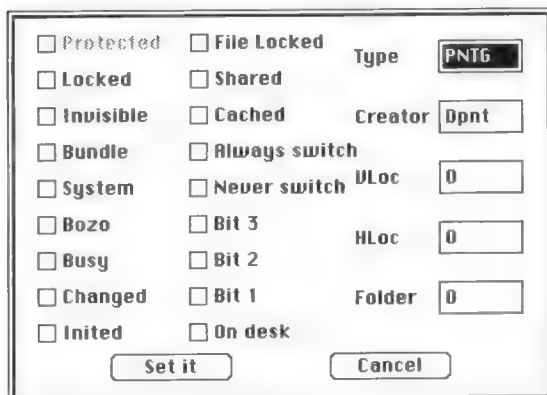 Protected
Locked
Invisible
Bundle
System
Bozo
Busy
Changed
Inited
File Locked
Shared
Cached
Always switch
Never switch
Bit 3
Bit 2
Bit 1
On desk
Type PNTG
Creator Dpnt
VLoc 0
HLoc 0
Folder 0
Set it
Cancel